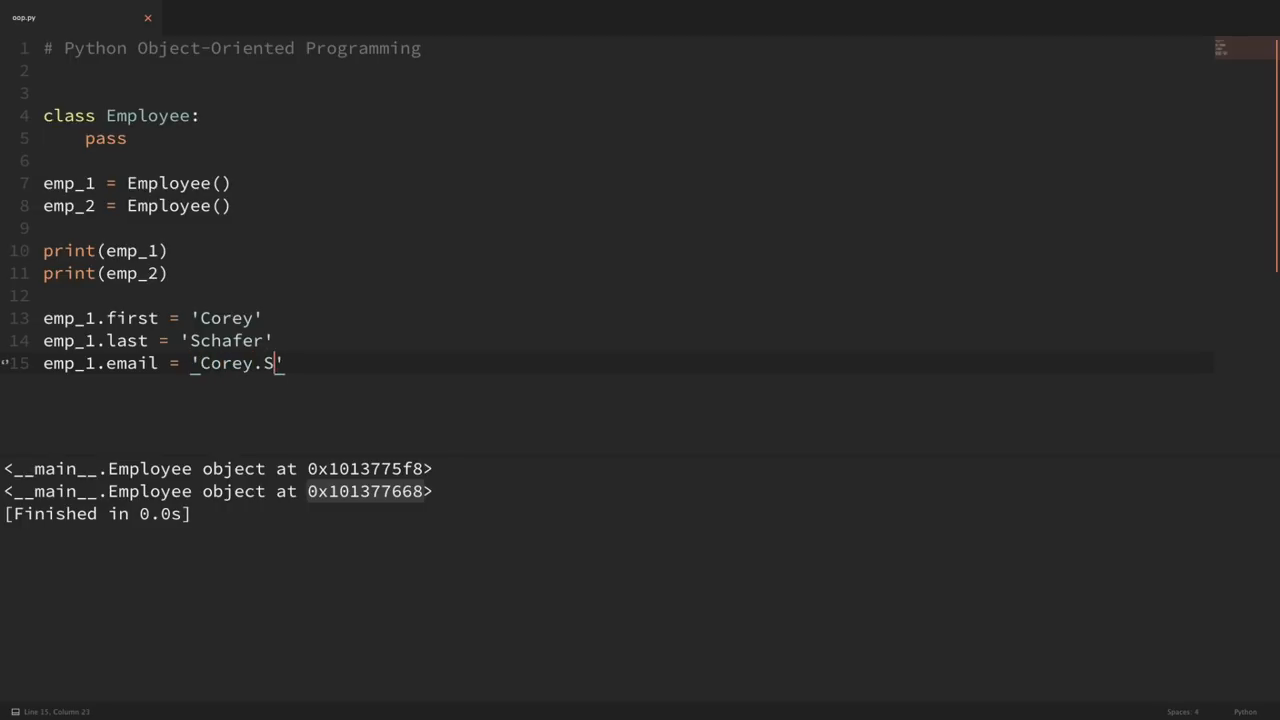 oop.py
1 # Python Object-Oriented Programming
2
3
4 class Employee:
5     pass
6
7 emp_1 = Employee()
8 emp_2 = Employee()
9
10 print(emp_1)
11 print(emp_2)
12
13 emp_1.first = 'Corey'
14 emp_1.last = 'Schafer'
15 emp_1.email = 'Corey.S'
<__main__.Employee object at 0x1013775f8>
<__main__.Employee object at 0x101377668>
[Finished in 0.0s]
Line 15, Column 23 Spaces: 4 Python